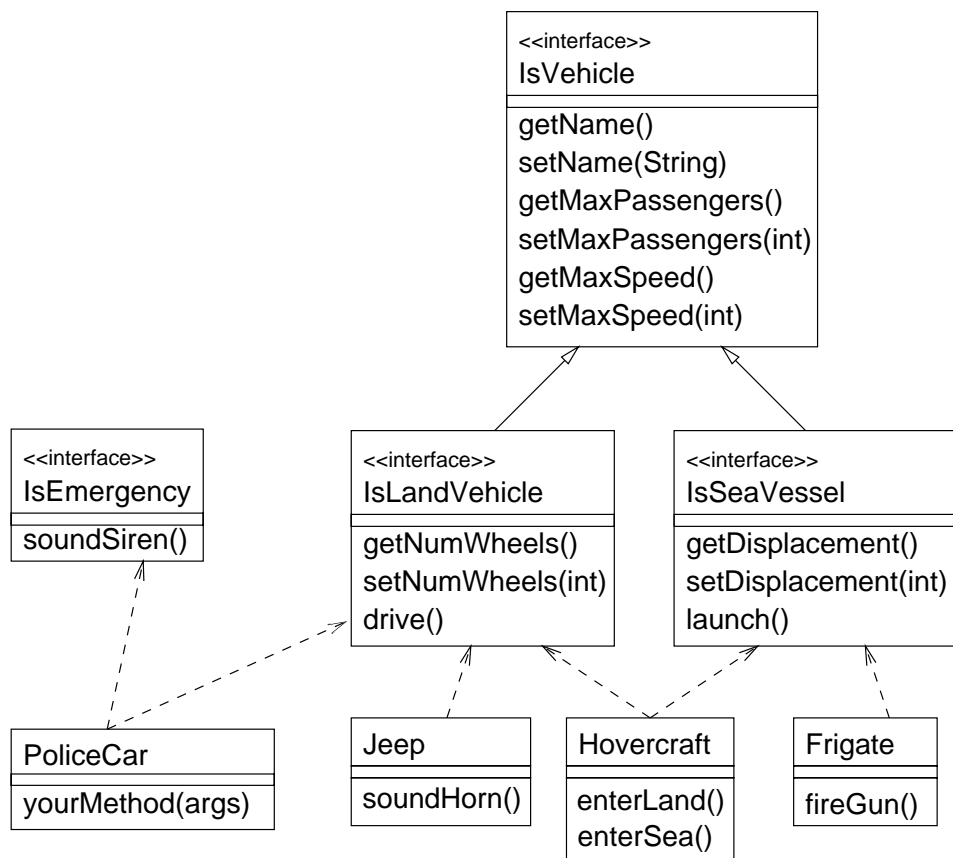 <<interface>>
IsVehicle
getName()
setName(String)
getMaxPassengers()
setMaxPassengers(int)
getMaxSpeed()
setMaxSpeed(int)
<<interface>>
IsEmergency
soundSiren()
<<interface>>
IsLandVehicle
getNumWheels()
setNumWheels(int)
drive()
<<interface>>
IsSeaVessel
getDisplacement()
setDisplacement(int)
launch()
PoliceCar
yourMethod(args)
Jeep
soundHorn()
Hovercraft
enterLand()
enterSea()
Frigate
fireGun()